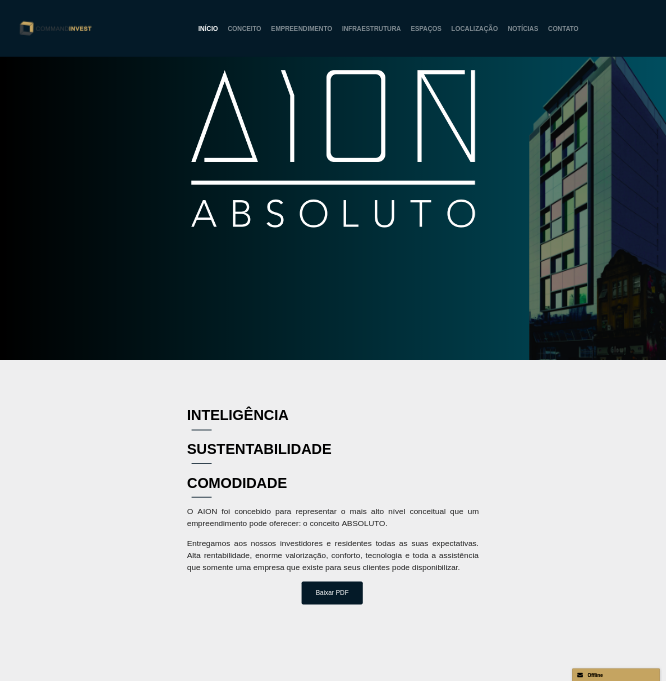 COMMANDINVEST
INÍCIO CONCEITO EMPREENDIMENTO INFRAESTRUTURA ESPAÇOS LOCALIZAÇÃO NOTÍCIAS CONTATO
AION
ABSOLUTO
INTELIGÊNCIA
SUSTENTABILIDADE
COMODIDADE
O AION foi concebido para representar o mais alto nível conceitual que um
empreendimento pode oferecer: o conceito ABSOLUTO.
Entregamos aos nossos investidores e residentes todas as suas expectativas.
Alta rentabilidade, enorme valorização, conforto, tecnologia e toda a assistência
que somente uma empresa que existe para seus clientes pode disponibilizar.
Baixar PDF
Offline